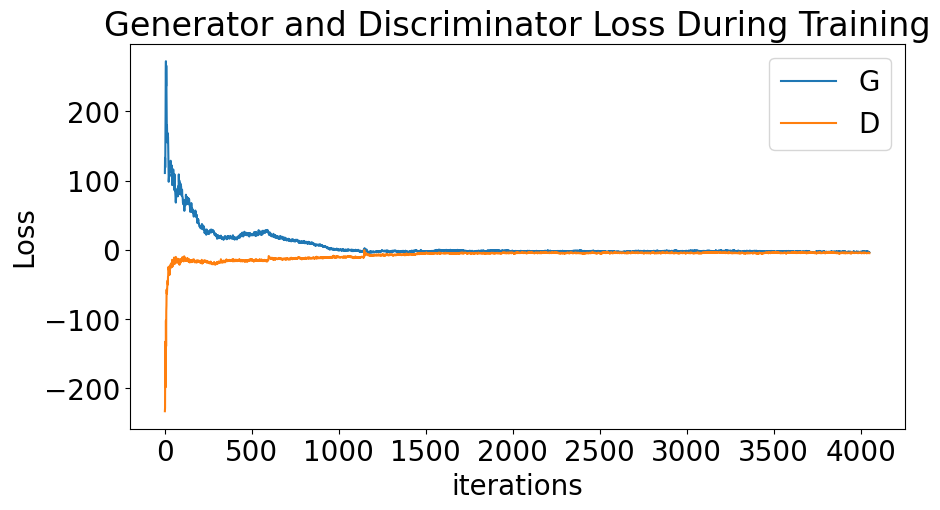 Generator and Discriminator Loss During Training
G
D
200
100
0
−100
−200
Loss
0 500 1000 1500 2000 2500 3000 3500 4000
iterations